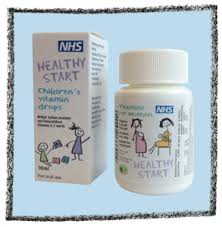 NHS
HEALTHY
START
Children's
vitamin
drops
10ml
For oral use
NHS
Vitamins
for women
HEALTHY
START